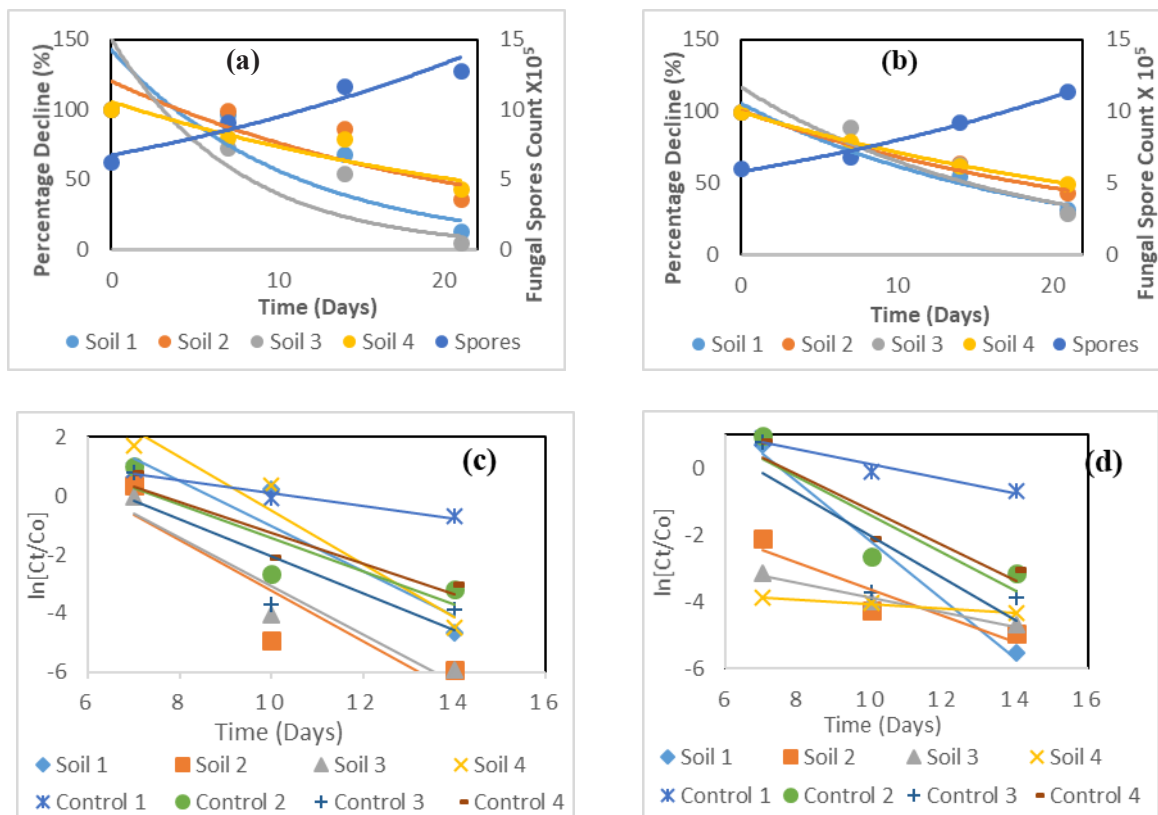 (a)
150
100
50
0
Percentage Decline (%)
15
10
5
0
Fungal Spores Count X10⁵
0 10 20
Time (Days)
Soil 1 Soil 2 Soil 3 Soil 4 Spores
(b)
150
100
50
0
Percentage Decline (%)
15
10
5
0
Fungal Spore Count X 10⁵
0 10 20
Time (Days)
Soil 1 Soil 2 Soil 3 Soil 4 Spores
(c)
2
0
-2
-4
-6
ln[Ct/Co]
6 8 10 12 14 16
Time (Days)
Soil 1 Soil 2 Soil 3 Soil 4
Control 1 Control 2 Control 3 Control 4
(d)
0
-2
-4
-6
ln[Ct/Co]
6 8 10 12 14 16
Time (Days)
Soil 1 Soil 2 Soil 3 Soil 4
Control 1 Control 2 Control 3 Control 4